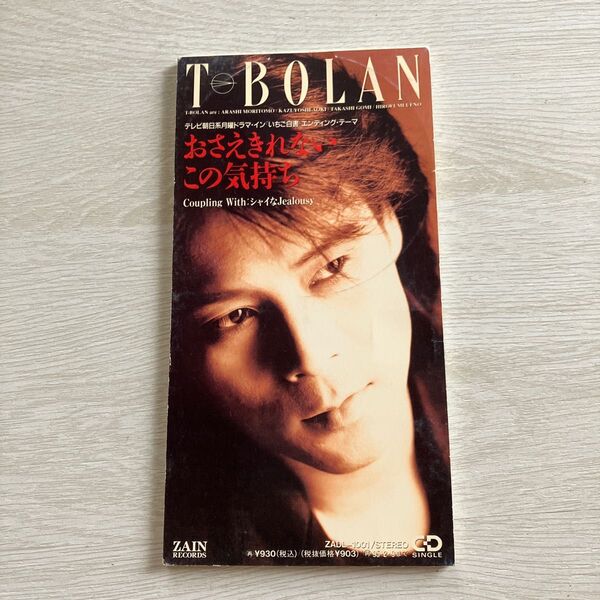 T-BOLAN
T-BOLAN are: ARASHI MORITOMO / KAZUYOSHI AOKI / TAKASHI GOMI / HIROFUMI UENO
テレビ朝日系月曜ドラマ・イン「いちご白書」エンディング・テーマ
おさえきれない
この気持ち
Coupling With:シャイなJealousy
ZAIN
RECORDS
ZADL-1001/STEREO
¥930(税込)(税抜価格¥903)
CD
SINGLE